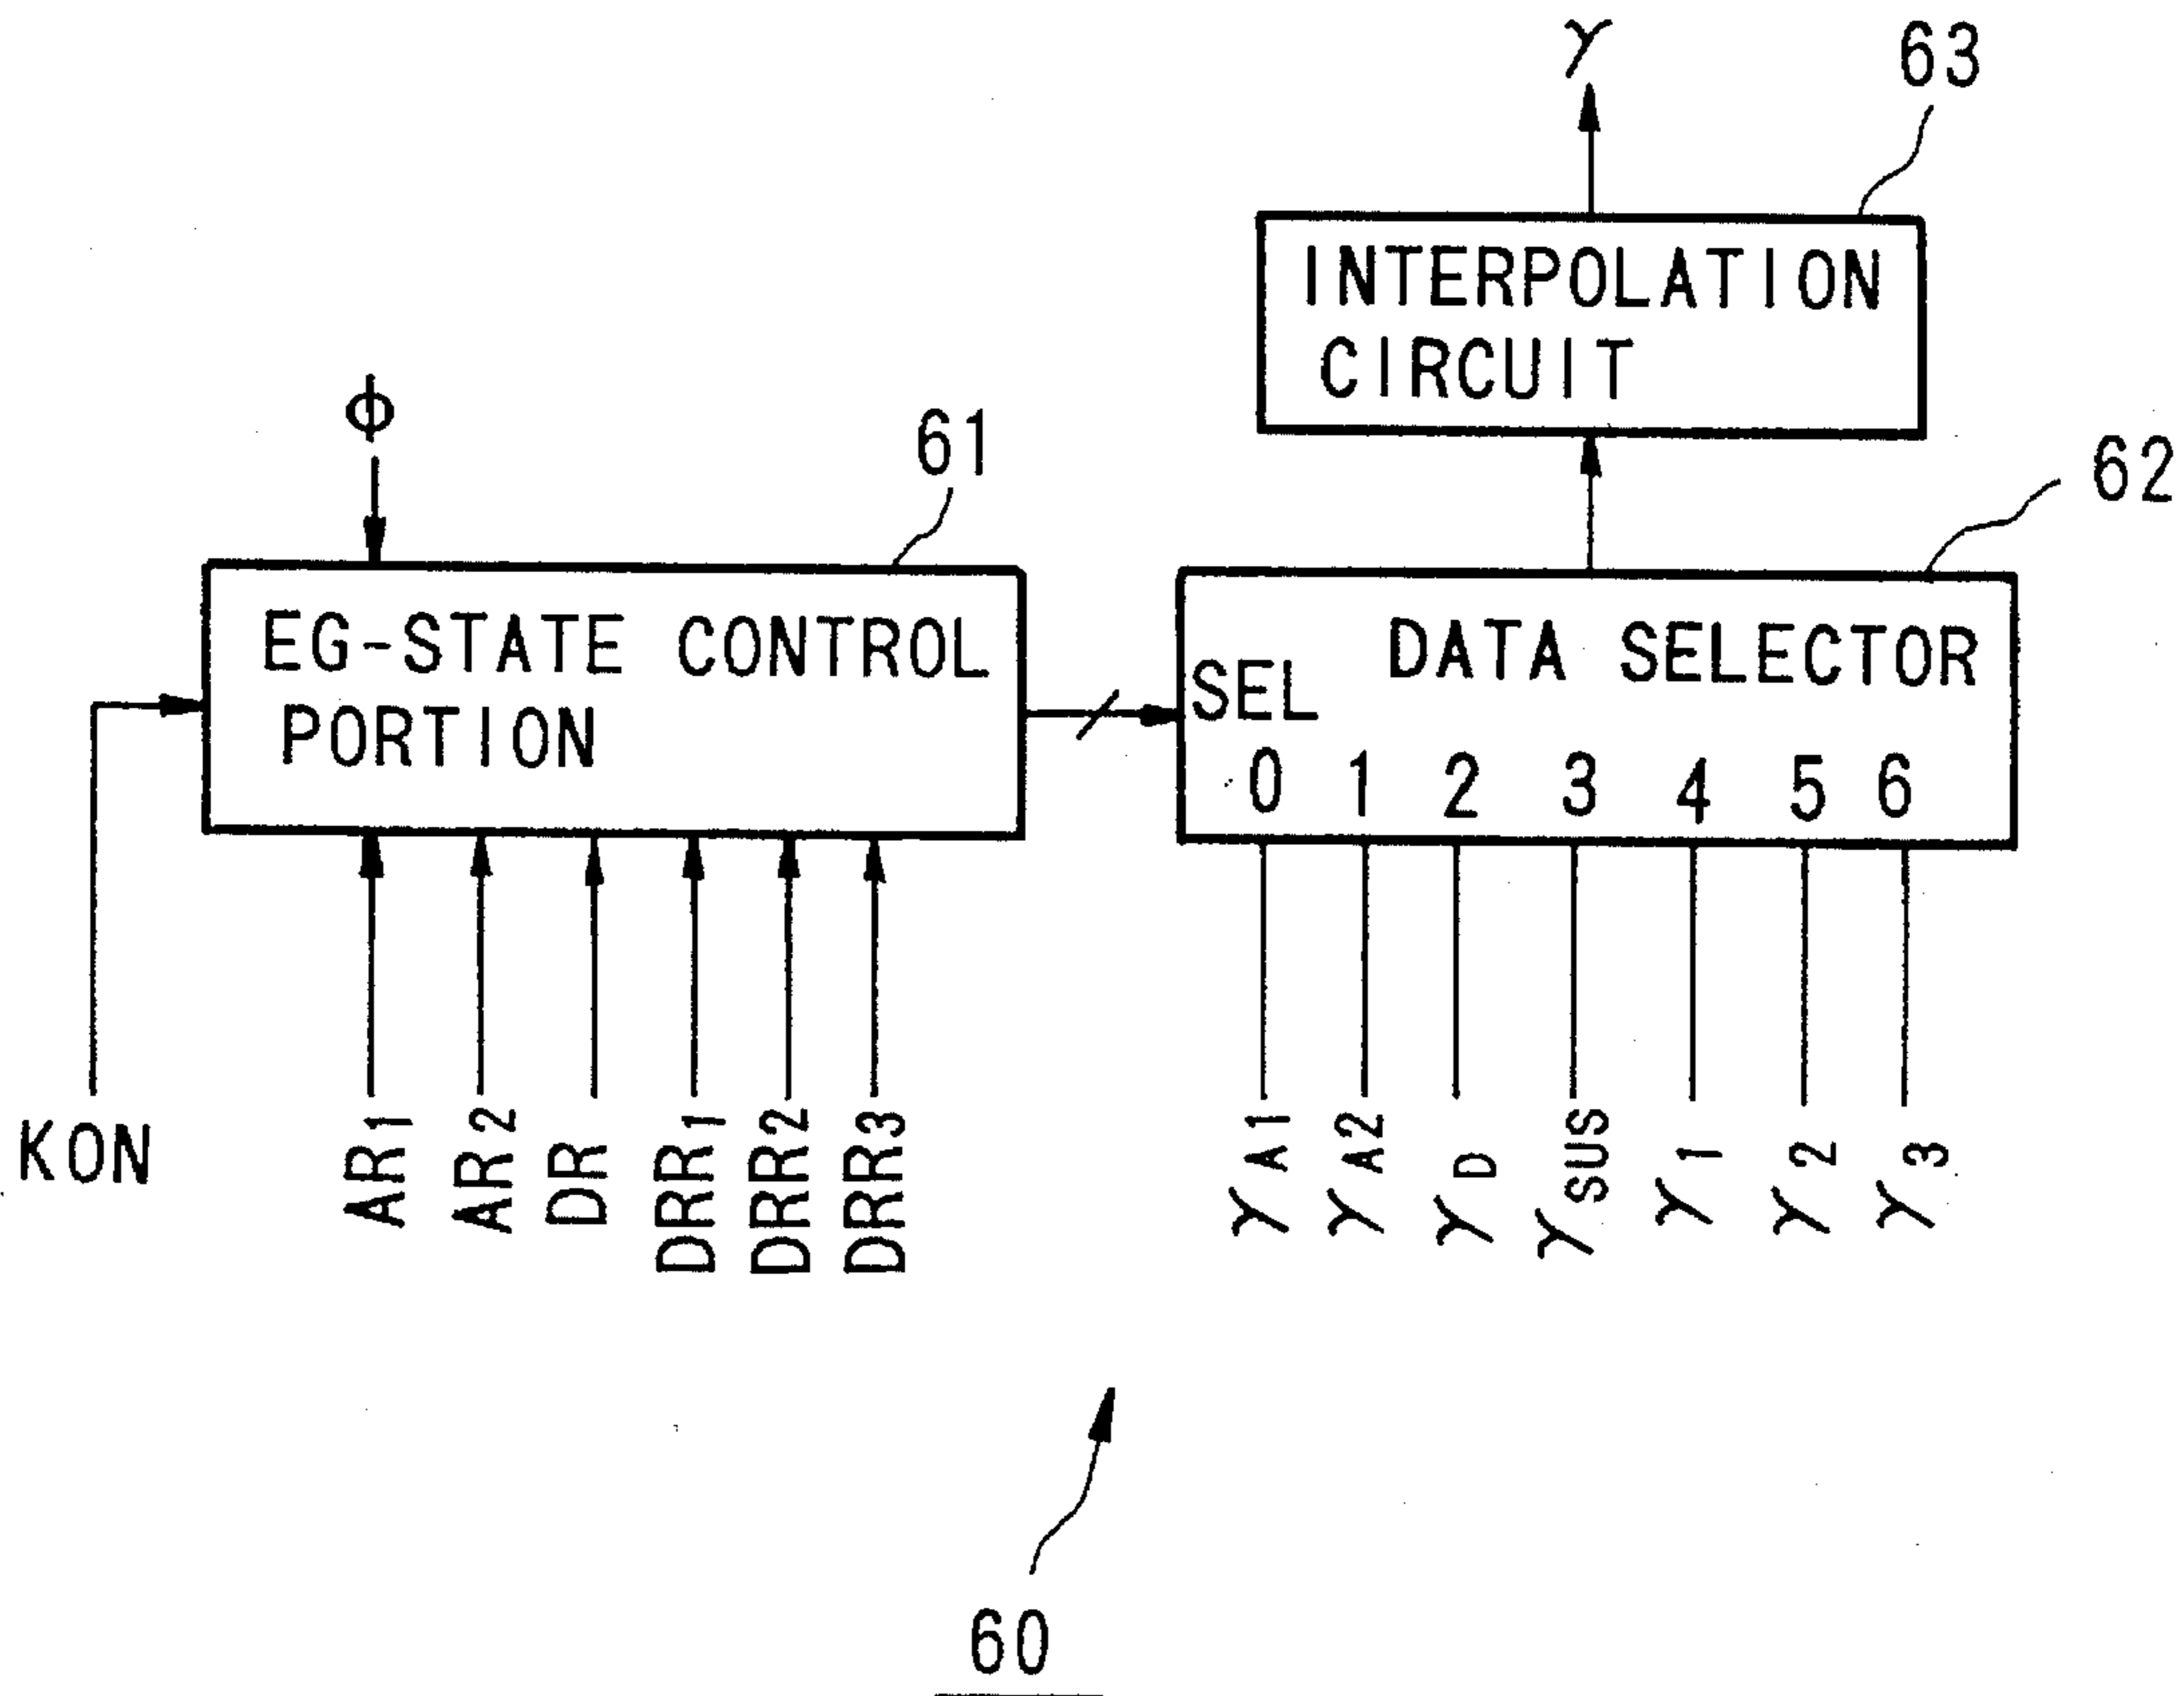 γ
63
INTERPOLATION
CIRCUIT
φ
61
62
EG-STATE CONTROL
PORTION
DATA SELECTOR
SEL
0 1 2 3 4 5 6
KON
AR1
AR2
DR
DRR1
DRR2
DRR3
γA1
γA2
γD
γSUS
γ1
γ2
γ3
60